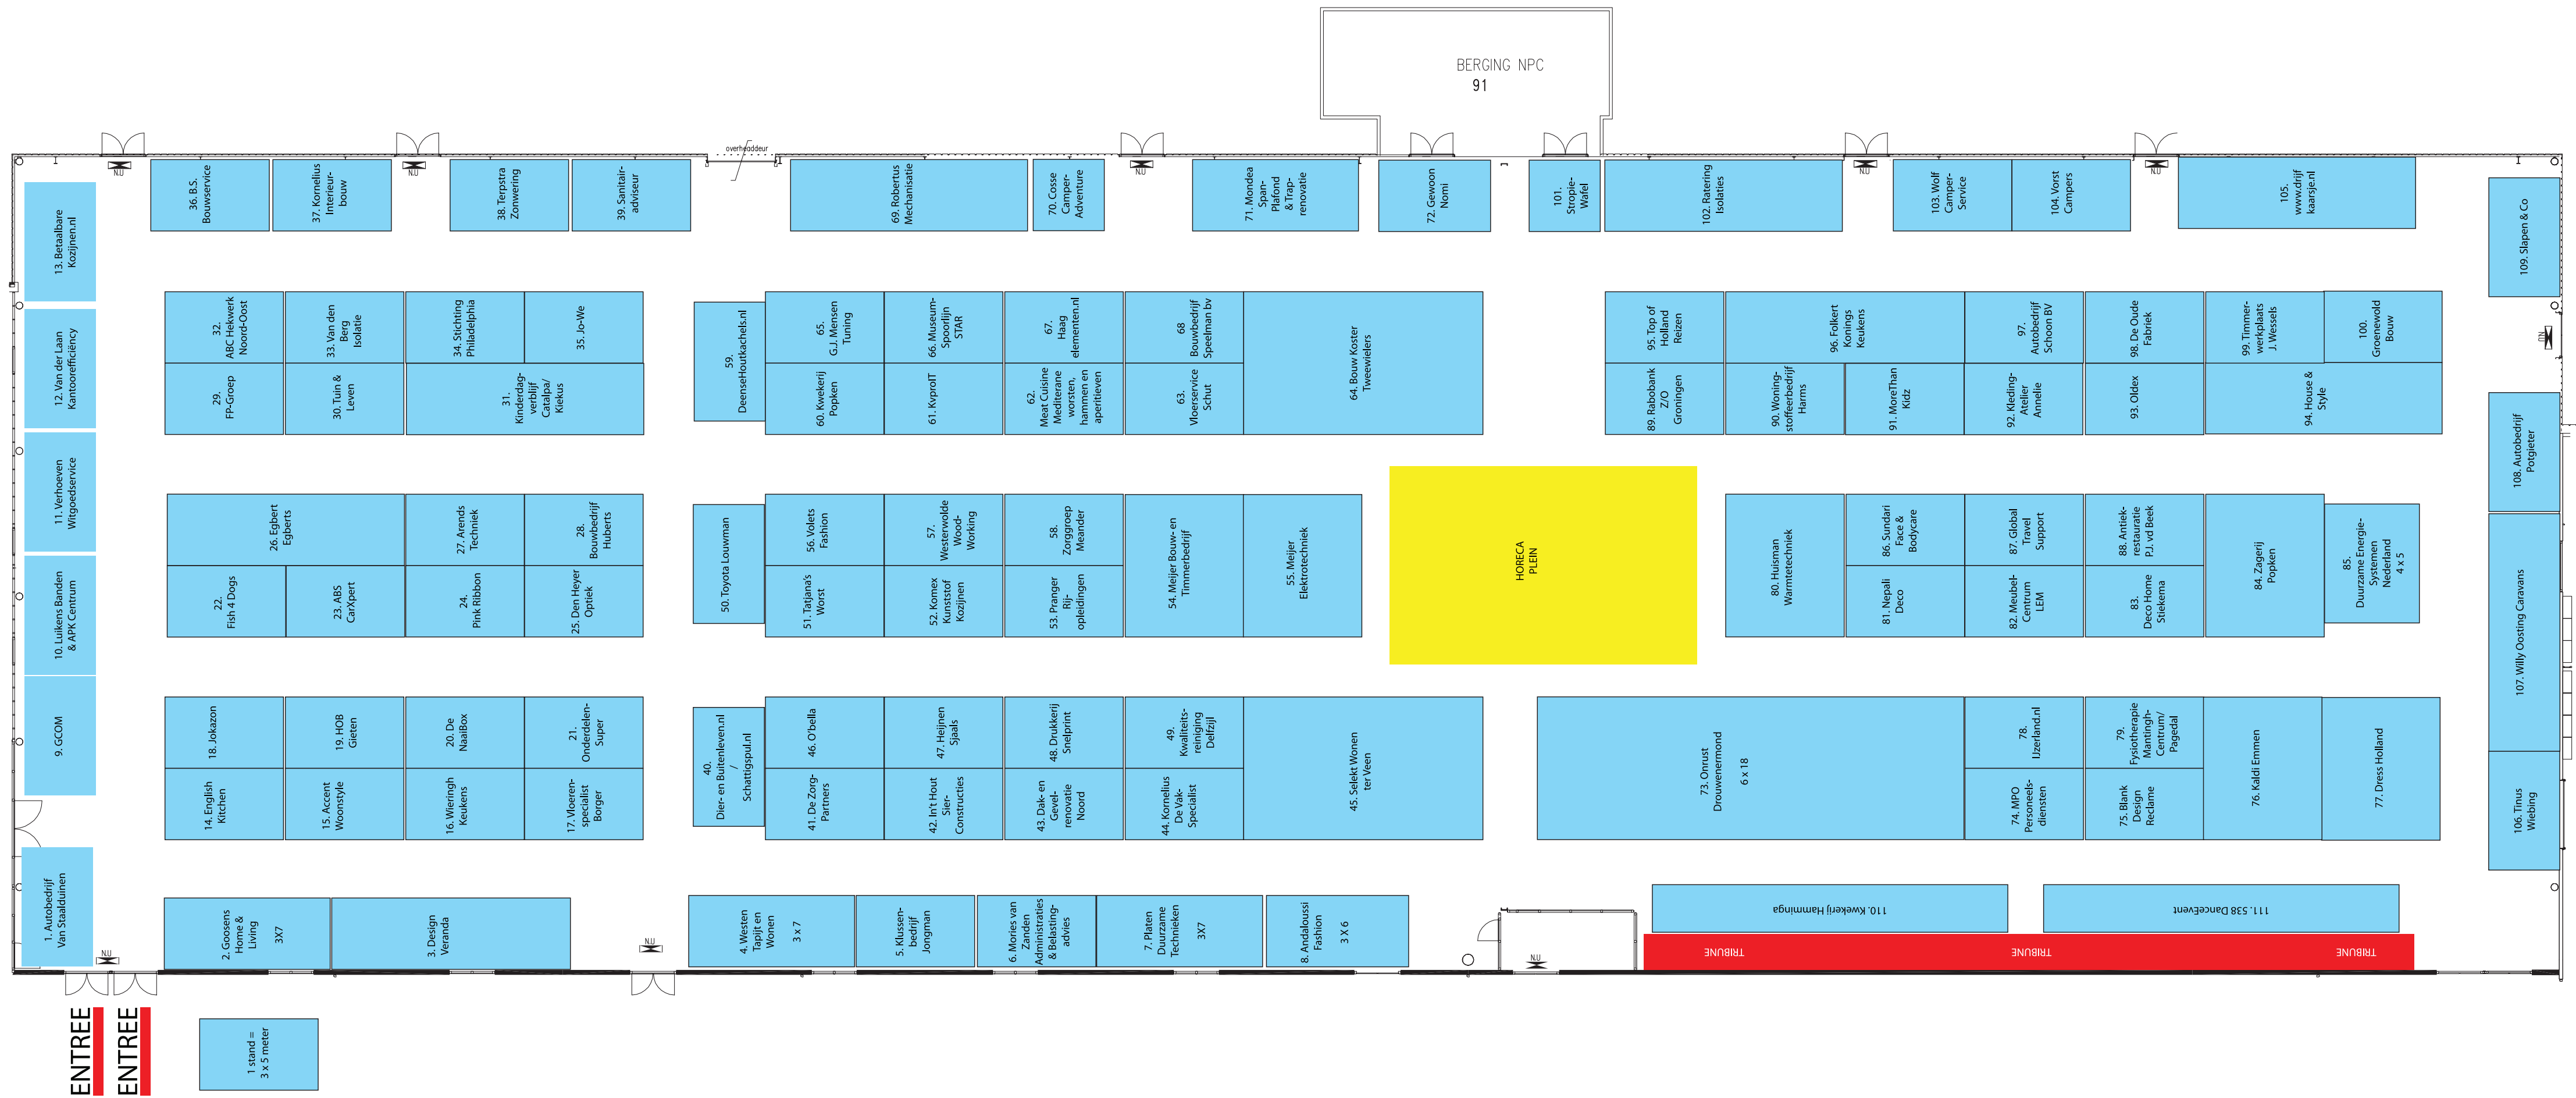 BERGING NPC
91
overheaddeur
N.U
N.U
N.U
N.U
N.U
36. B.S.
Bouwservice
37. Kornelius
Interieur-
bouw
38. Terpstra
Zonwering
39. Sanitair-
adviseur
69. Robertus
Mechanisatie
70. Cosse
Camper-
Adventure
71. Mondea
Span-
Plafond
& Trap-
renovatie
72. Gewoon
Nomi
101.
Stropie-
Wafel
102. Ratering
Isolaties
103. Wolf
Camper-
Service
104. Vorst
Campers
105.
www.drijf
kaarsje.nl
109. Slapen & Co
13. Betaalbare
Kozijnen.nl
12. Van der Laan
Kantoorefficiëncy
11. Verhoeven
Witgoedservice
10. Luikens Banden
& APK Centrum
9. GCOM
1. Autobedrijf
Van Staalduinen
32.
ABC Hekwerk
Noord-Oost
33. Van den
Berg
Isolatie
34. Stichting
Philadelphia
35. Jo-We
29.
FP-Groep
30. Tuin &
Leven
31.
Kinderdag-
verblijf
Catalpa/
Kiekus
59.
DeenseHoutkachels.nl
65.
G.J. Mensen
Tuning
66. Museum-
Spoorlijn
STAR
67.
Haag
elementen.nl
68
Bouwbedrijf
Speelman bv
64. Bouw Koster
Tweewielers
60. Kwekerij
Popken
61. KvproIT
62.
Meat Cuisine
Mediterane
worsten,
hammen en
aperitieven
63.
Vloerservice
Schut
95. Top of
Holland
Reizen
96. Folkert
Konings
Keukens
97.
Autobedrijf
Schoon BV
98. De Oude
Fabriek
99. Timmer-
werkplaats
J. Wessels
100.
Groenewold
Bouw
N.U
89. Rabobank
Z/O
Groningen
90. Woning-
stoffeerbedrijf
Harms
91. MoreThan
Kidz
92. Kleding-
Atelier
Annelie
93. Oldex
94. House &
Style
108. Autobedrijf
Potgieter
26. Egbert
Egberts
27. Arends
Techniek
28.
Bouwbedrijf
Huberts
22.
Fish 4 Dogs
23. ABS
CarXpert
24.
Pink Ribbon
25. Den Heyer
Optiek
50. Toyota Louwman
56. Volets
Fashion
57.
Westerwolde
Wood-
Working
58.
Zorggroep
Meander
54. Meijer Bouw- en
Timmerbedrijf
55. Meijer
Elektrotechniek
51. Tatjana's
Worst
52. Komex
Kunststof
Kozijnen
53. Pranger
Rij-
opleidingen
HORECA
PLEIN
80. Huisman
Warmtetechniek
86. Sundari
Face &
Bodycare
87. Global
Travel
Support
88. Antiek-
restauratie
P.J. vd Beek
84. Zagerij
Popken
85.
Duurzame Energie-
Systemen
Nederland
4 x 5
81. Nepali
Deco
82. Meubel-
Centrum
LEM
83.
Deco Home
Stiekema
107. Willy Oosting Caravans
18. Jokazon
19. HOB
Gieten
20. De
NaaiBox
21.
Onderdelen-
Super
14. English
Kitchen
15. Accent
Woonstyle
16. Wieringh
Keukens
17. Vloeren-
specialist
Borger
40.
Dier- en Buitenleven.nl
/
Schattigspul.nl
46. O'bella
47. Heijnen
Sjaals
48. Drukkerij
Snelprint
49.
Kwaliteits-
reiniging
Delfzijl
45. Selekt Wonen
ter Veen
41. De Zorg-
Partners
42. In't Hout
Sier-
Constructies
43. Dak- en
Gevel-
renovatie
Noord
44. Kornelius
De Vak-
Specialist
73. Onrust
Drouwenermond
6 x 18
78.
IJzerland.nl
79.
Fysiotherapie
Mantingh-
Centrum/
Pagedal
76. Kaldi Emmen
77. Dress Holland
74. MPO
Personeels-
diensten
75. Blank
Design
Reclame
106. Tinus
Wiebing
2. Goosens
Home &
Living
3X7
3. Design
Veranda
4. Westen
Tapijt en
Wonen
3 x 7
5. Klussen-
bedrijf
Jongman
6. Mories van
Zanden
Administraties
& Belasting-
advies
7. Platen
Duurzame
Technieken
3X7
8. Andaloussi
Fashion
3 X 6
110. Kwekerij Hamminga
111. 538 DanceEvent
TRIBUNE
TRIBUNE
TRIBUNE
N.U
N.U
N.U
ENTREE
ENTREE
1 stand =
3 x 5 meter